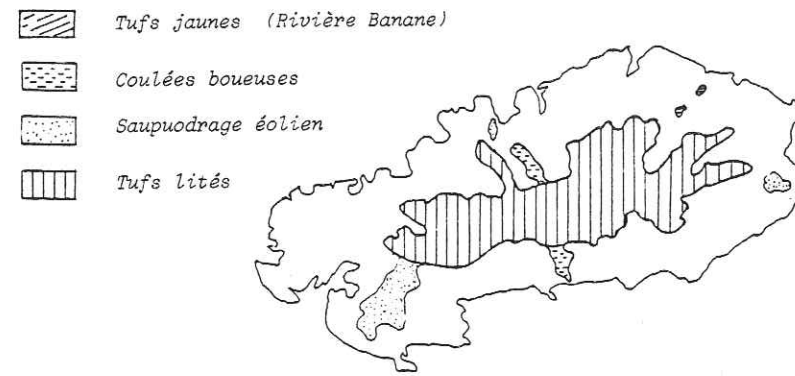 Tufs jaunes (Rivière Banane)
Coulées boueuses
Saupuodrage éolien
Tufs lités